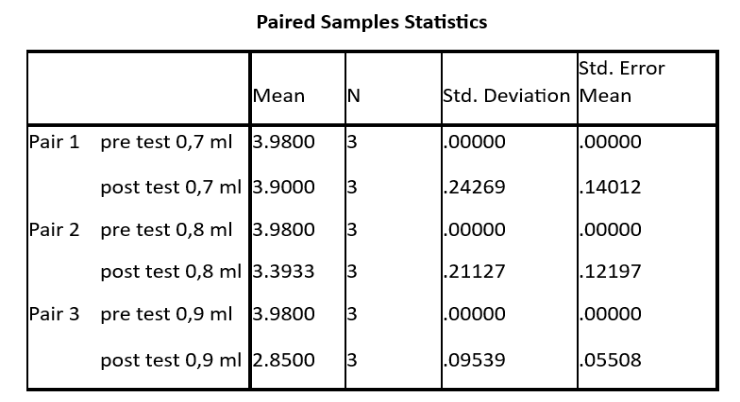 Paired Samples Statistics
Mean N Std. Deviation Std. Error Mean
Pair 1 pre test 0,7 ml 3.9800 3 .00000 .00000
post test 0,7 ml 3.9000 3 .24269 .14012
Pair 2 pre test 0,8 ml 3.9800 3 .00000 .00000
post test 0,8 ml 3.3933 3 .21127 .12197
Pair 3 pre test 0,9 ml 3.9800 3 .00000 .00000
post test 0,9 ml 2.8500 3 .09539 .05508